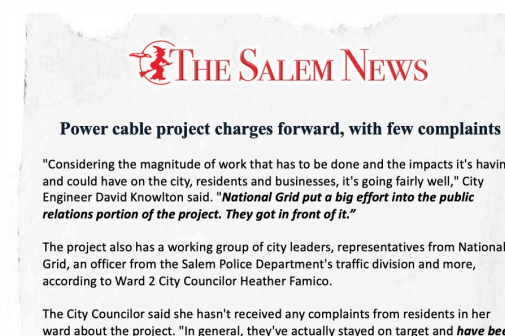 THE SALEM NEWS
Power cable project charges forward, with few complaints
"Considering the magnitude of work that has to be done and the impacts it's
and could have on the city, residents and businesses, it's going fairly well," City
Engineer David Knowlton said. "National Grid put a big effort into the public
relations portion of the project. They got in front of it."
The project also has a working group of city leaders, representatives from National
Grid, an officer from the Salem Police Department's traffic division and more,
according to Ward 2 City Councilor Heather Famico.
The City Councilor said she hasn't received any complaints from residents in her
ward about the project. "In general, they've actually stayed on target and have